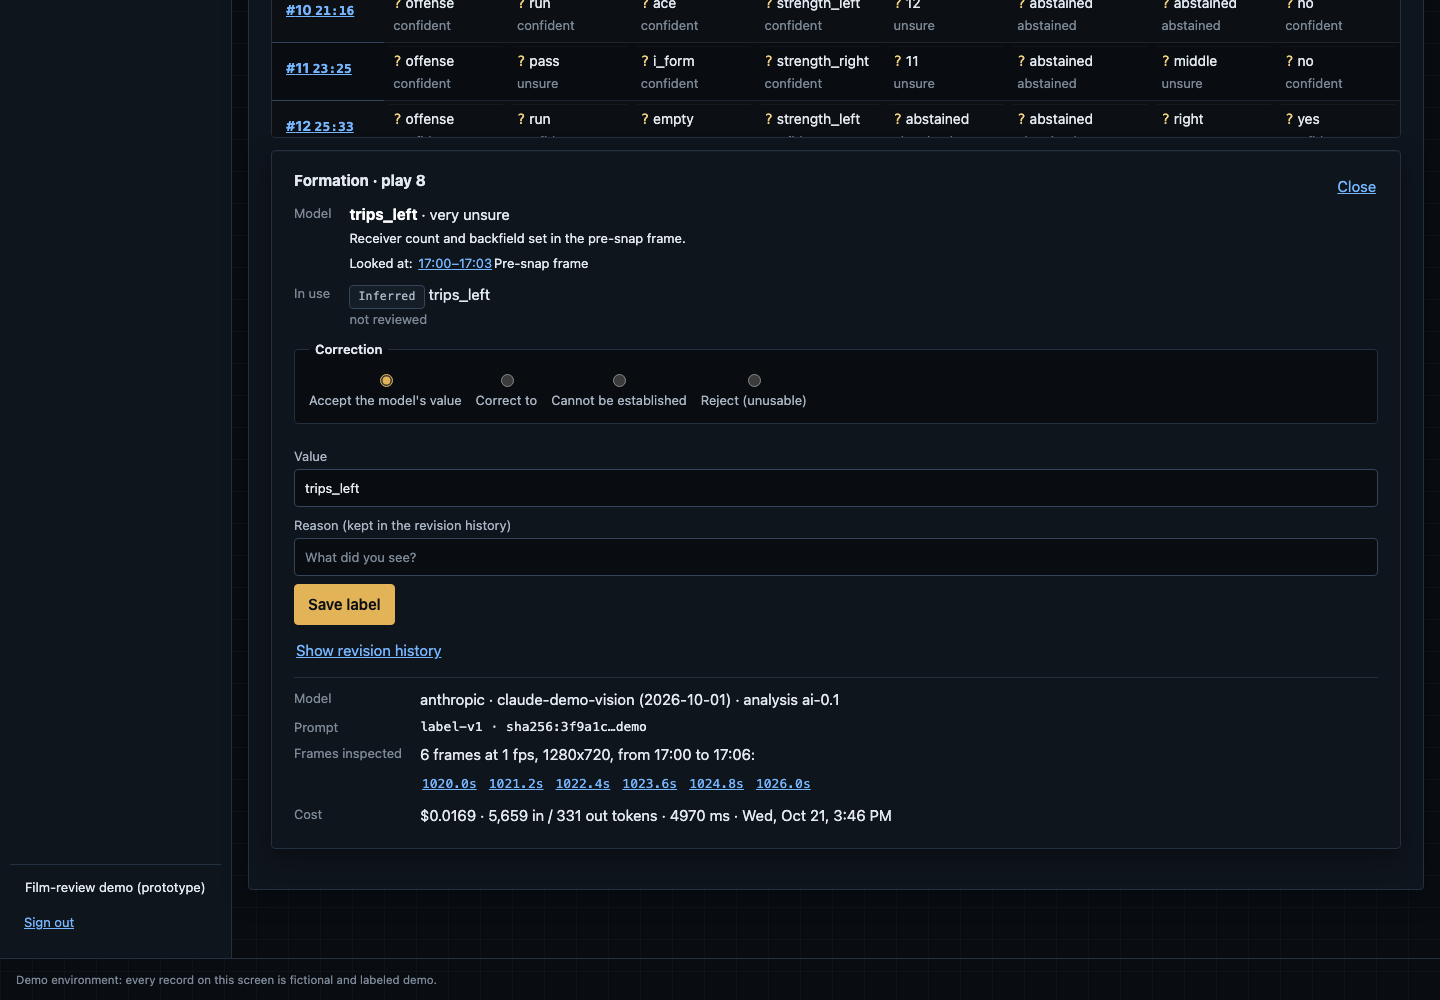 #10 21:16 ? offense ? run ? ace ? strength_left ? 12 ? abstained ? abstained ? no
confident confident confident confident unsure abstained abstained confident
#11 23:25 ? offense ? pass ? i_form ? strength_right ? 11 ? abstained ? middle ? no
confident unsure confident confident unsure abstained unsure confident
#12 25:33 ? offense ? run ? empty ? strength_left ? abstained ? abstained ? right ? yes
Formation · play 8
Close
Model trips_left · very unsure
Receiver count and backfield set in the pre-snap frame.
Looked at: 17:00–17:03 Pre-snap frame
In use Inferred trips_left
not reviewed
Correction
Accept the model's value Correct to Cannot be established Reject (unusable)
Value
trips_left
Reason (kept in the revision history)
What did you see?
Save label
Show revision history
Model anthropic · claude-demo-vision (2026-10-01) · analysis ai-0.1
Prompt label-v1 · sha256:3f9a1c…demo
Frames inspected 6 frames at 1 fps, 1280x720, from 17:00 to 17:06:
1020.0s 1021.2s 1022.4s 1023.6s 1024.8s 1026.0s
Cost $0.0169 · 5,659 in / 331 out tokens · 4970 ms · Wed, Oct 21, 3:46 PM
Film-review demo (prototype)
Sign out
Demo environment: every record on this screen is fictional and labeled demo.